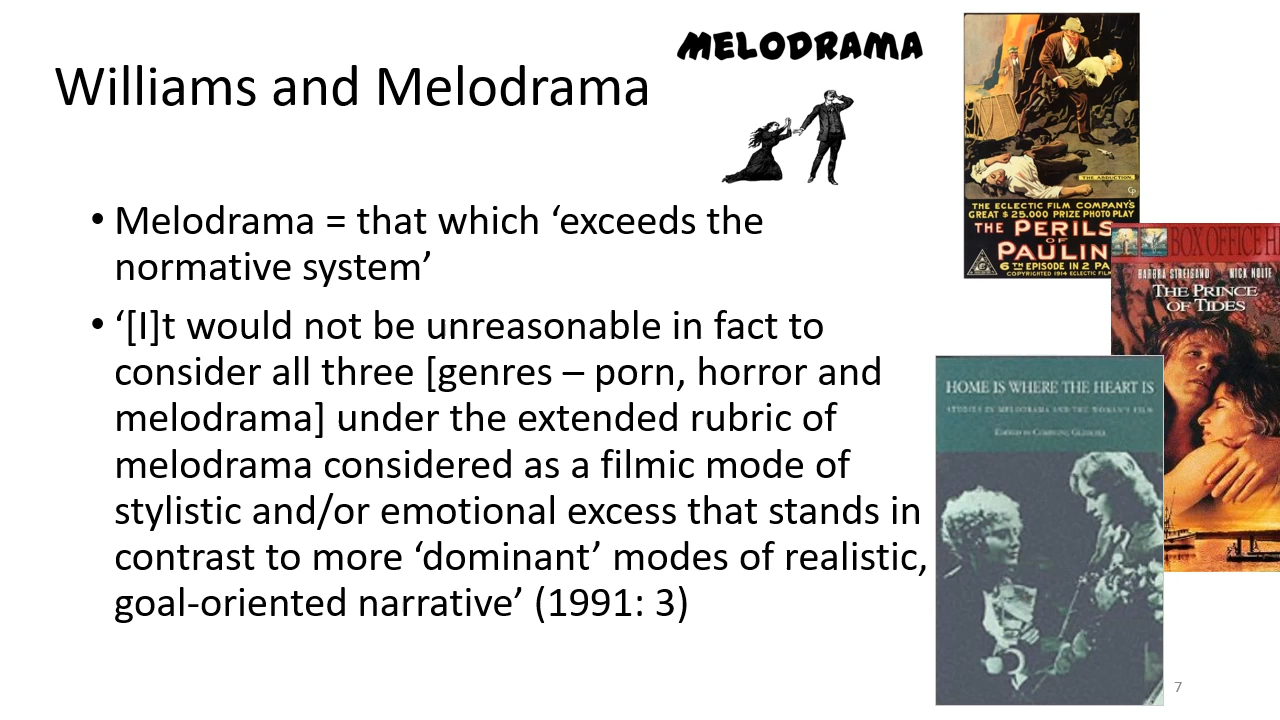 Williams and Melodrama
MELODRAMA
• Melodrama = that which ‘exceeds the
normative system’
• ‘[I]t would not be unreasonable in fact to
consider all three [genres – porn, horror and
melodrama] under the extended rubric of
melodrama considered as a filmic mode of
stylistic and/or emotional excess that stands in
contrast to more ‘dominant’ modes of realistic,
goal-oriented narrative’ (1991: 3)
THE ABDUCTION.
THE ECLECTIC FILM COMPANY'S
GREAT $25.000 PRIZE PHOTO PLAY
THE PERILS
OF
PAULIN
6TH EPISODE IN 2 PA
COPYRIGHTED 1914 ECLECTIC FILM
BOX OFFICE H
BARBRA STREISAND NICK NOLTE
THE PRINCE
OF TIDES
HOME IS WHERE THE HEART IS
STUDIES IN MELODRAMA AND THE WOMAN'S FILM
EDITED BY CHRISTINE GLEDHILL
7